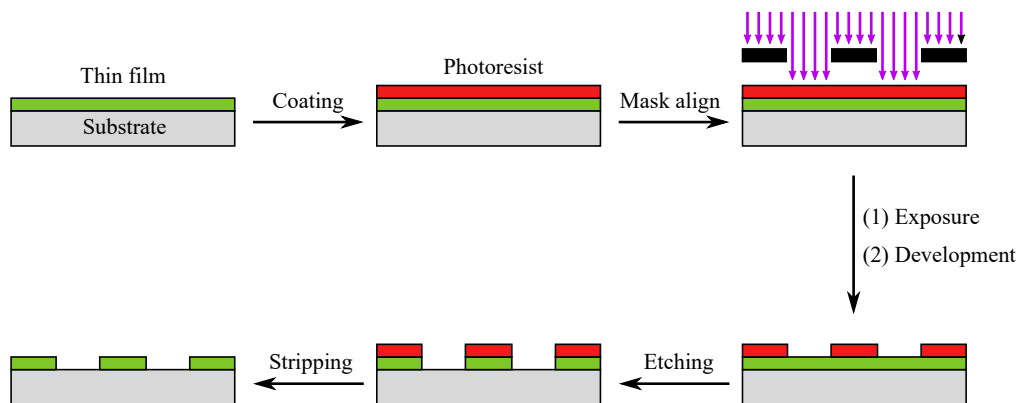 Thin film
Substrate
Coating
Photoresist
Mask align
(1) Exposure
(2) Development
Etching
Stripping